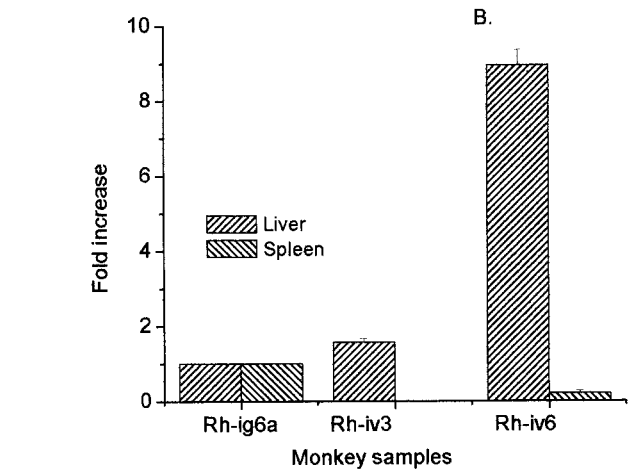 B.
10
8
6
4
2
0
Fold increase
Liver
Spleen
Rh-ig6a Rh-iv3 Rh-iv6
Monkey samples